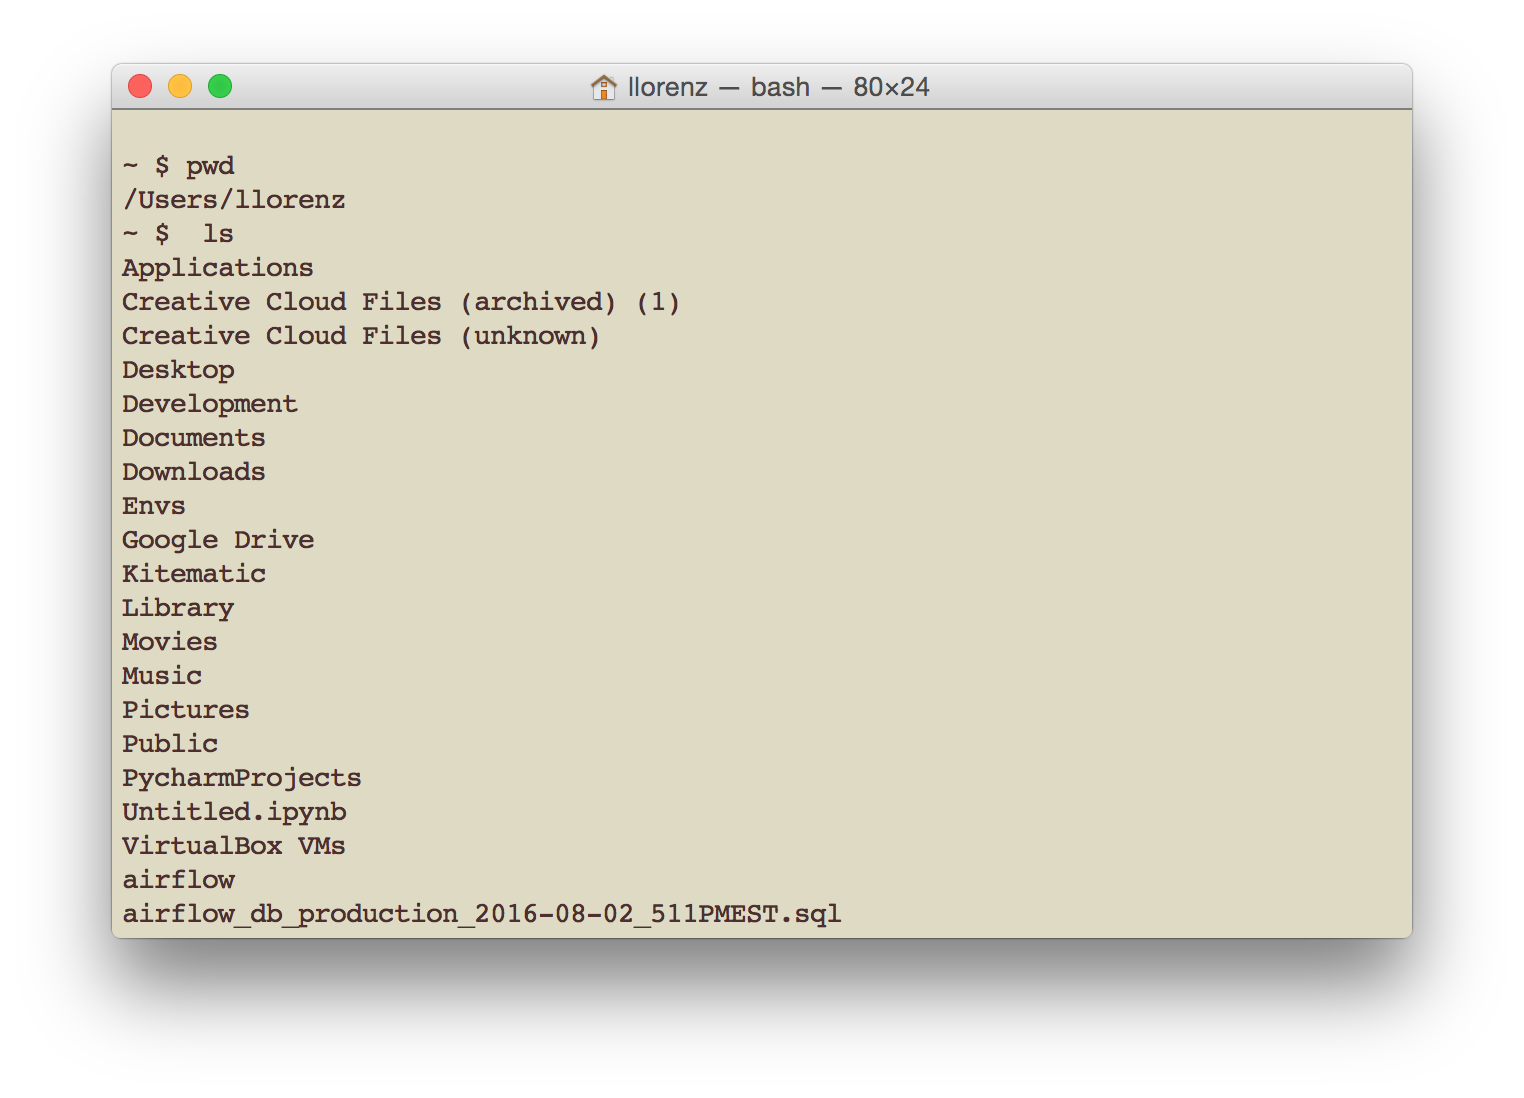 llorenz — bash — 80×24
~ $ pwd
/Users/llorenz
~ $  ls
Applications
Creative Cloud Files (archived) (1)
Creative Cloud Files (unknown)
Desktop
Development
Documents
Downloads
Envs
Google Drive
Kitematic
Library
Movies
Music
Pictures
Public
PycharmProjects
Untitled.ipynb
VirtualBox VMs
airflow
airflow_db_production_2016-08-02_511PMEST.sql